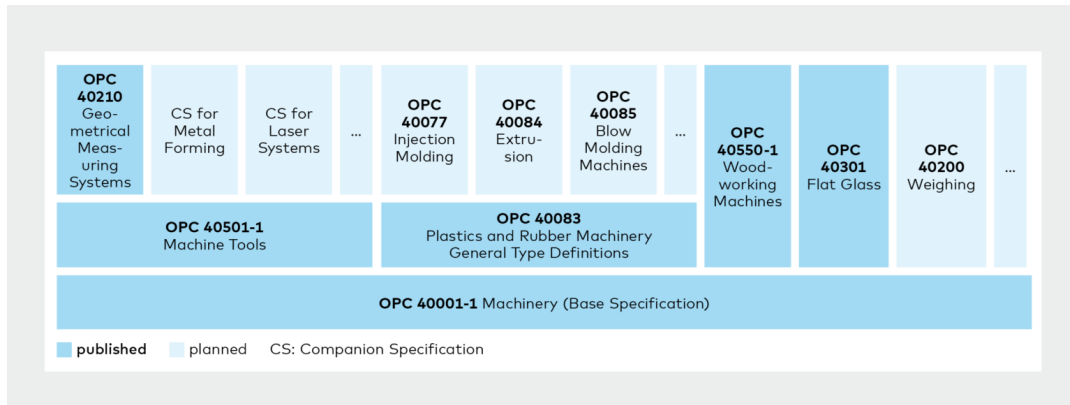 OPC
40210
Geo-
metrical
Meas-
uring
Systems
CS for
Metal
Forming
CS for
Laser
Systems
...
OPC
40077
Injection
Molding
OPC
40084
Extru-
sion
OPC
40085
Blow
Molding
Machines
...
OPC
40550-1
Wood-
working
Machines
OPC
40301
Flat Glass
OPC
40200
Weighing
...
OPC 40501-1
Machine Tools
OPC 40083
Plastics and Rubber Machinery
General Type Definitions
OPC 40001-1 Machinery (Base Specification)
published planned CS: Companion Specification